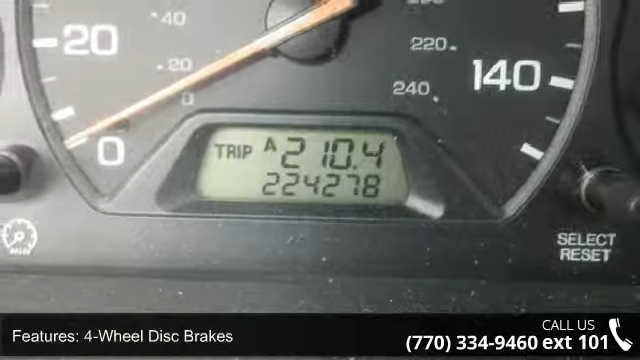 40
20
20
0
0
220
240
140
TRIP A 210.4
224278
SELECT
RESET
Features: 4-Wheel Disc Brakes
CALL US
(770) 334-9460 ext 101